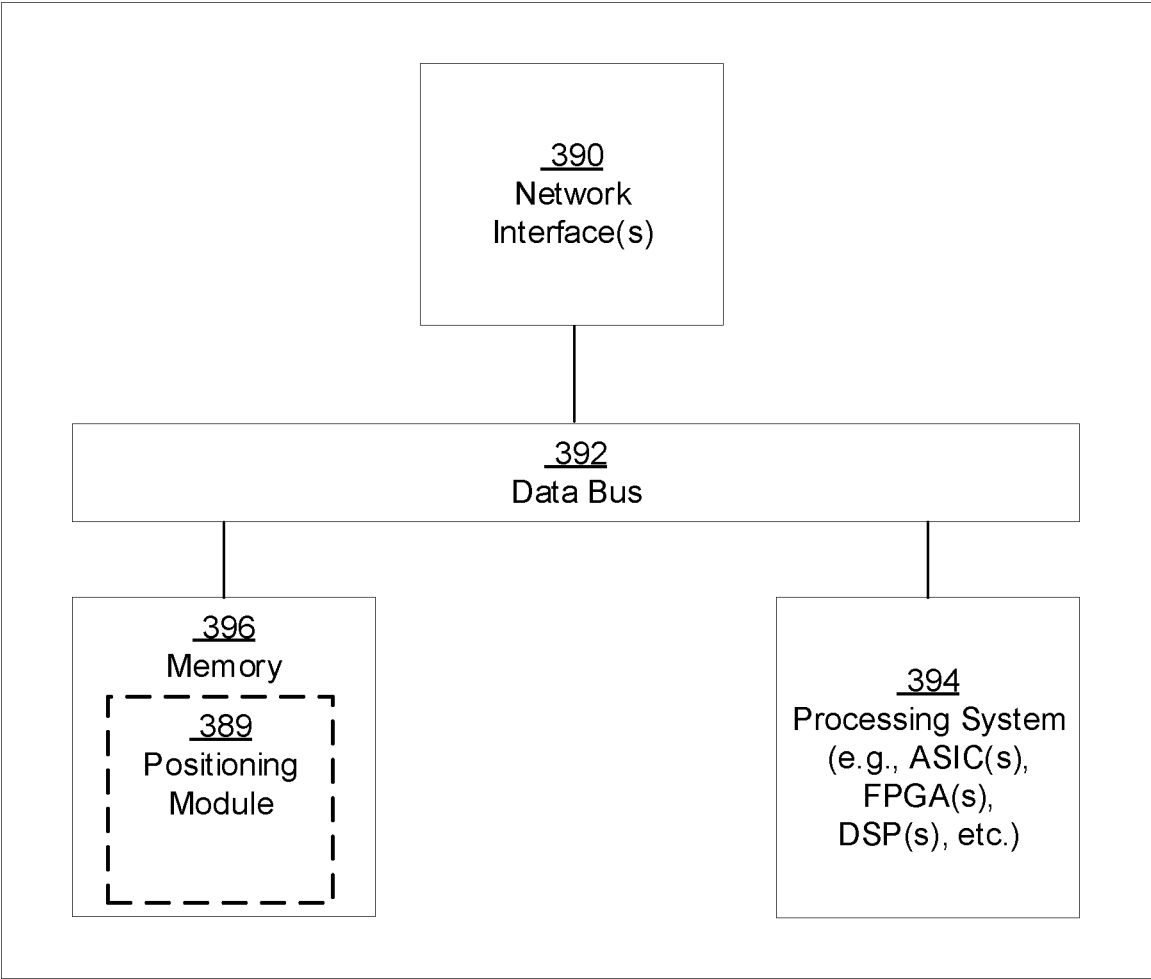 390
Network
Interface(s)
392
Data Bus
396
Memory
389
Positioning
Module
394
Processing System
(e.g., ASIC(s),
FPGA(s),
DSP(s), etc.)